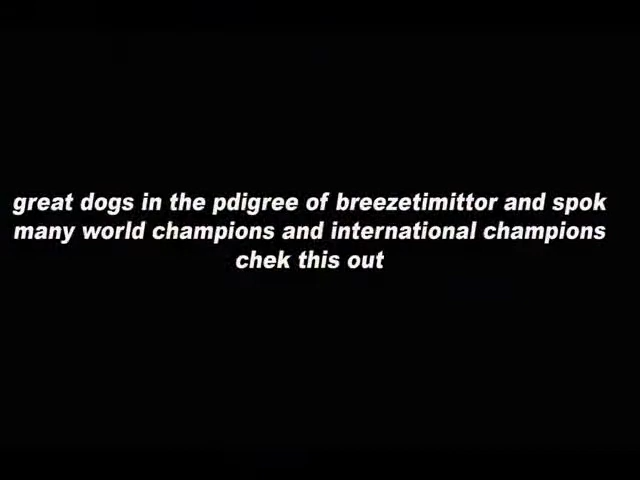 great dogs in the pdigree of breezetimittor and spok
many world champions and international champions
chek this out